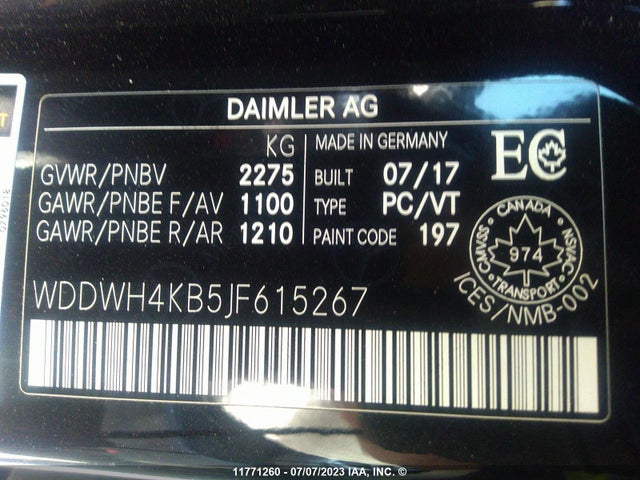 DAIMLER AG
KG
GVWR/PNBV 2275
GAWR/PNBE F/AV 1100
GAWR/PNBE R/AR 1210
MADE IN GERMANY
BUILT 07/17
TYPE PC/VT
PAINT CODE 197
EC
CANADA
CMVSS
NSVAC
974
TRANSPORT
ICES/NMB-002
WDDWH4KB5JF615267
11771260 - 07/07/2023 IAA, INC. ©